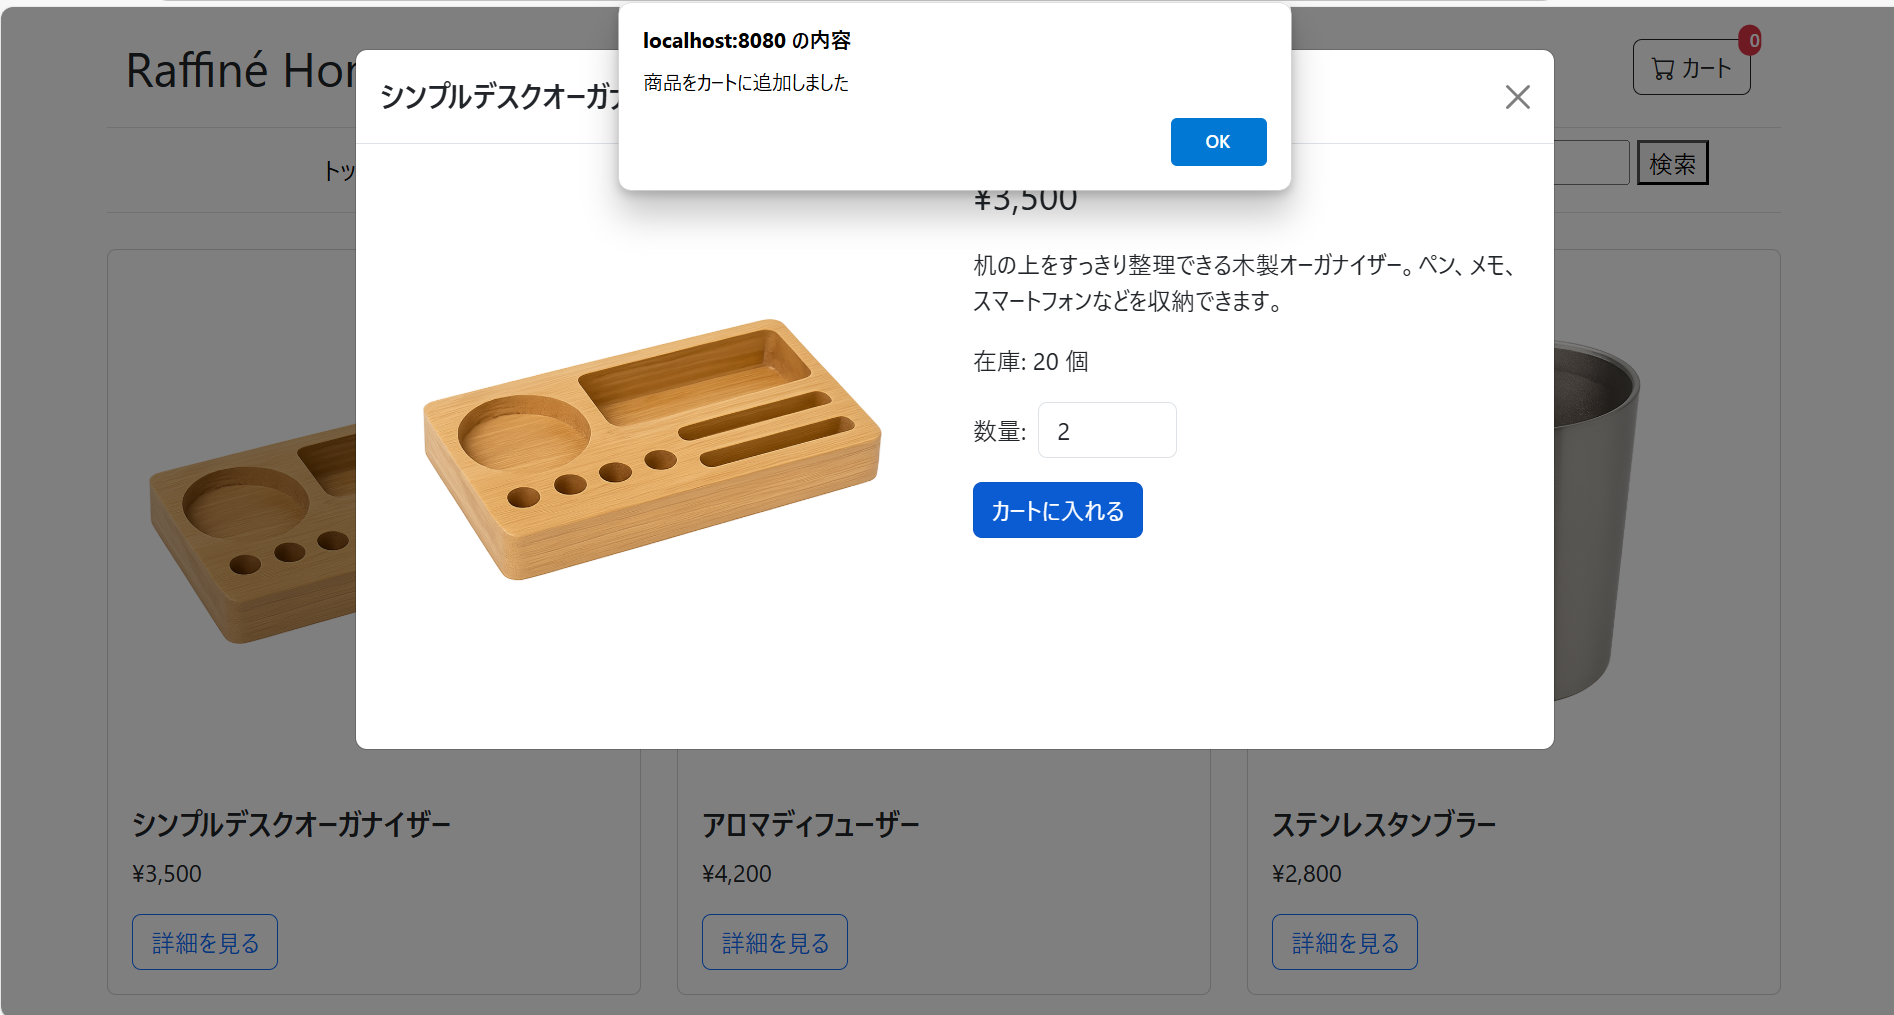 localhost:8080 の内容
商品をカートに追加しました
OK
Raffiné Hor
0
カート
シンプルデスクオーガナ
トッ
検索
¥3,500
机の上をすっきり整理できる木製オーガナイザー。ペン、メモ、
スマートフォンなどを収納できます。
在庫: 20 個
数量: 2
カートに入れる
シンプルデスクオーガナイザー
¥3,500
詳細を見る
アロマディフューザー
¥4,200
詳細を見る
ステンレスタンブラー
¥2,800
詳細を見る